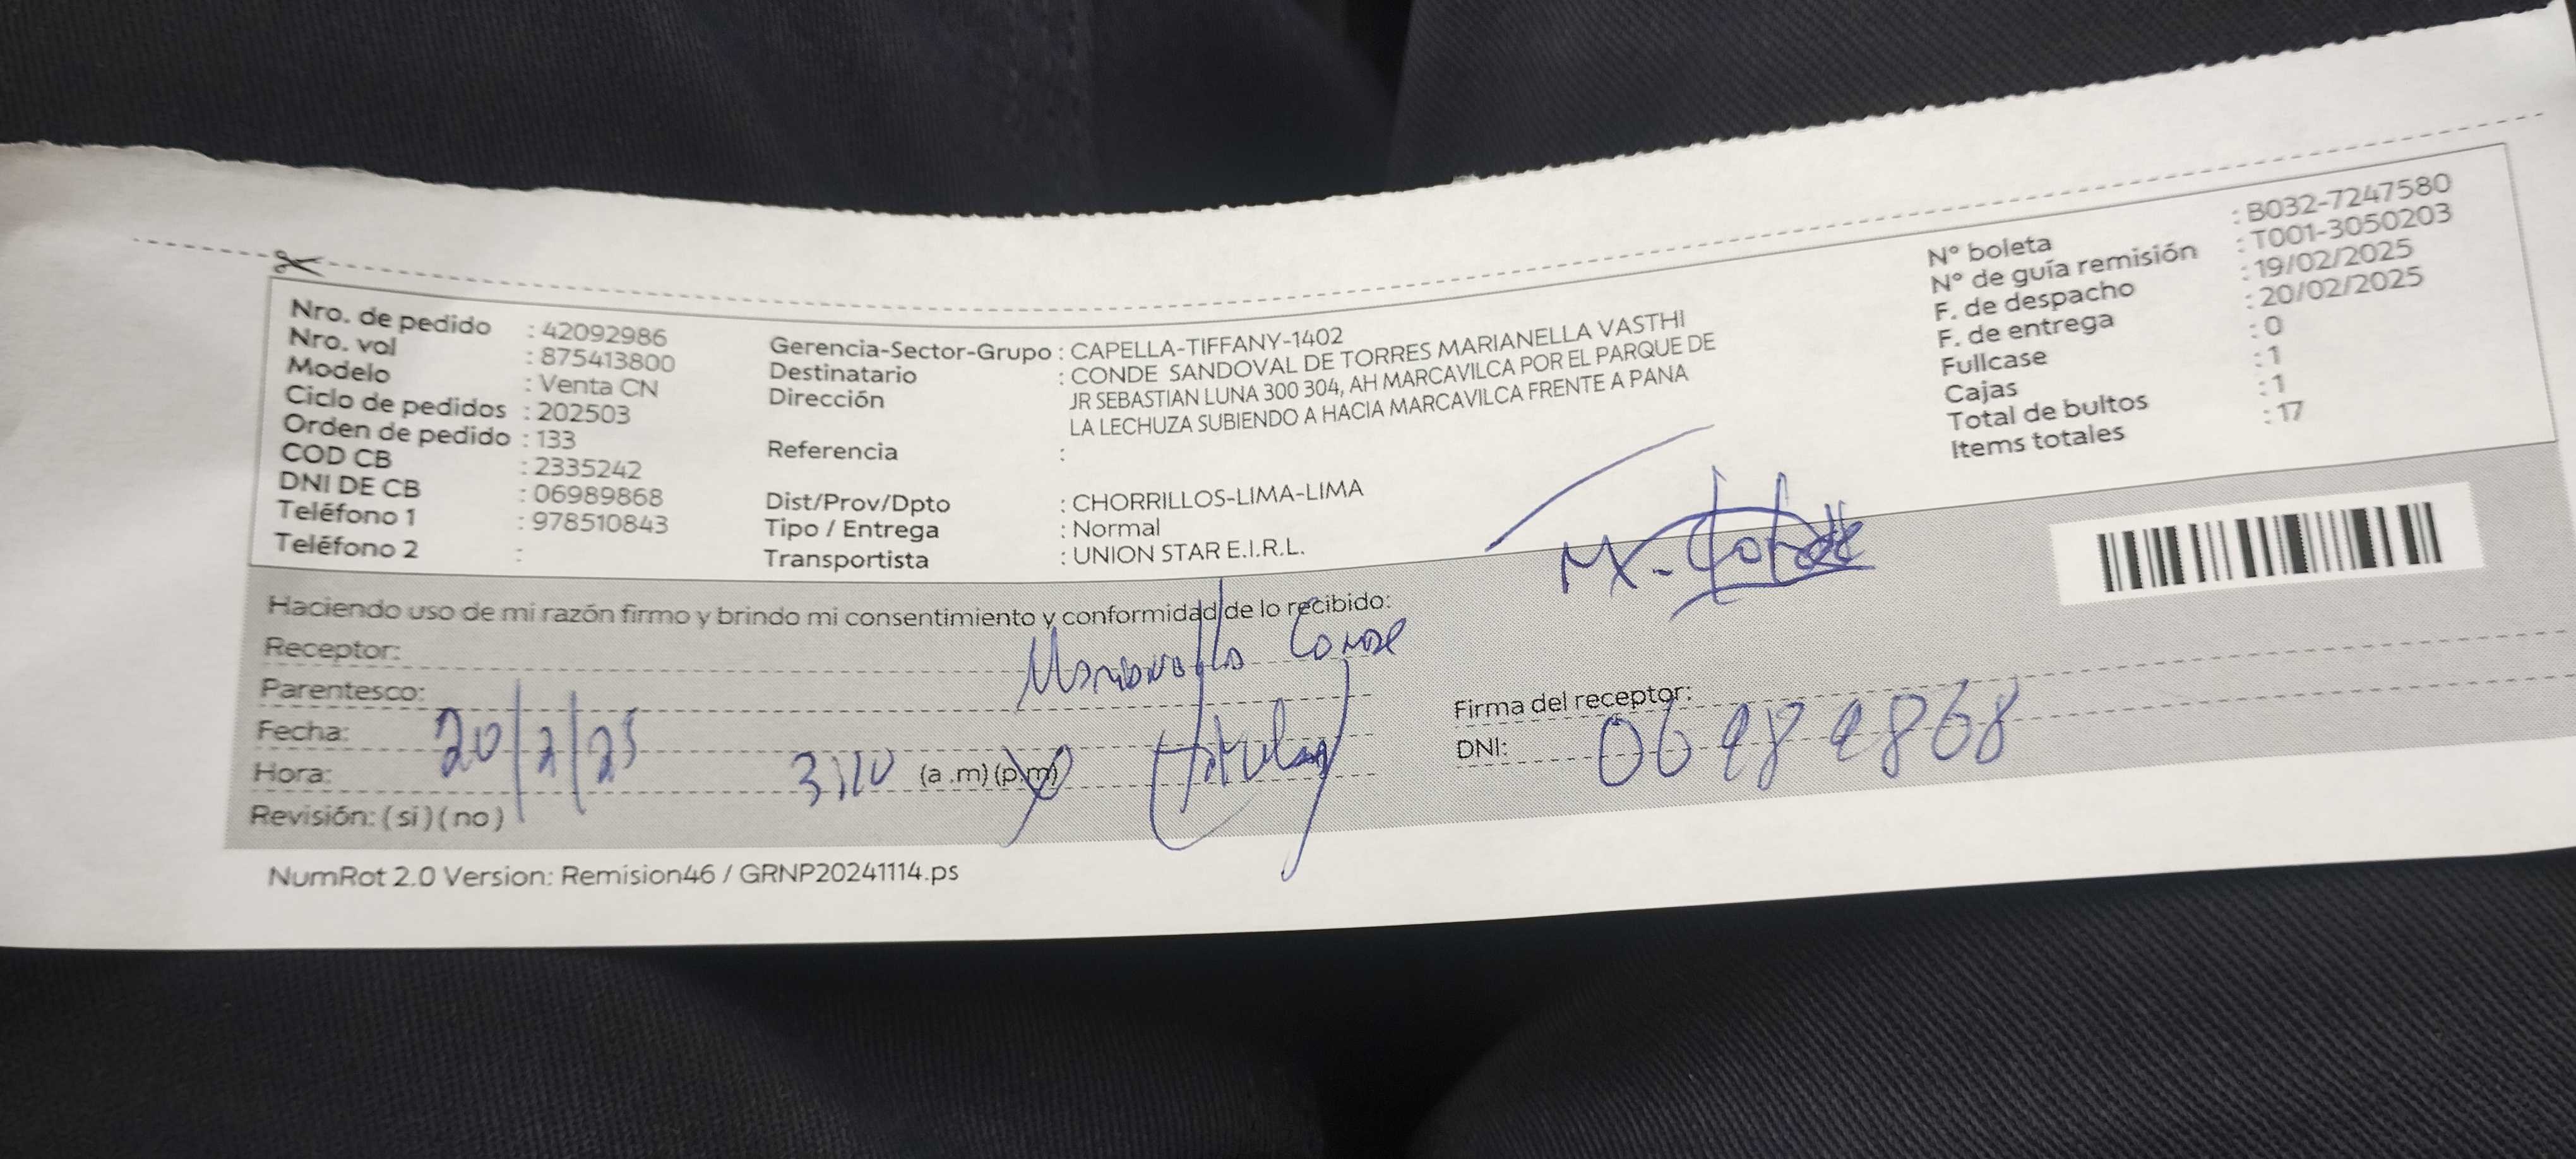 Nro. de pedido : 42092986
Nro. vol : 875413800
Modelo : Venta CN
Ciclo de pedidos : 202503
Orden de pedido : 133
COD CB : 2335242
DNI DE CB : 06989868
Teléfono 1 : 978510843
Teléfono 2 :
Gerencia-Sector-Grupo : CAPELLA-TIFFANY-1402
Destinatario : CONDE SANDOVAL DE TORRES MARIANELLA VASTHI
Dirección JR SEBASTIAN LUNA 300 304, AH MARCAVILCA POR EL PARQUE DE
LA LECHUZA SUBIENDO A HACIA MARCAVILCA FRENTE A PANA
Referencia :
Dist/Prov/Dpto : CHORRILLOS-LIMA-LIMA
Tipo / Entrega : Normal
Transportista : UNION STAR E.I.R.L.
N° boleta : B032-7247580
N° de guía remisión : T001-3050203
F. de despacho : 19/02/2025
F. de entrega : 20/02/2025
Fullcase : 0
Cajas : 1
Total de bultos : 1
Items totales : 17
Haciendo uso de mi razón firmo y brindo mi consentimiento y conformidad de lo recibido:
Receptor: Marianella Conde
Parentesco: titular
Fecha: 20/2/25
Hora: 3:10 (a .m) (p.m)
Revisión: ( si ) ( no )
Firma del receptor:
DNI: 06989868
NumRot 2.0 Version: Remision46 / GRNP20241114.ps